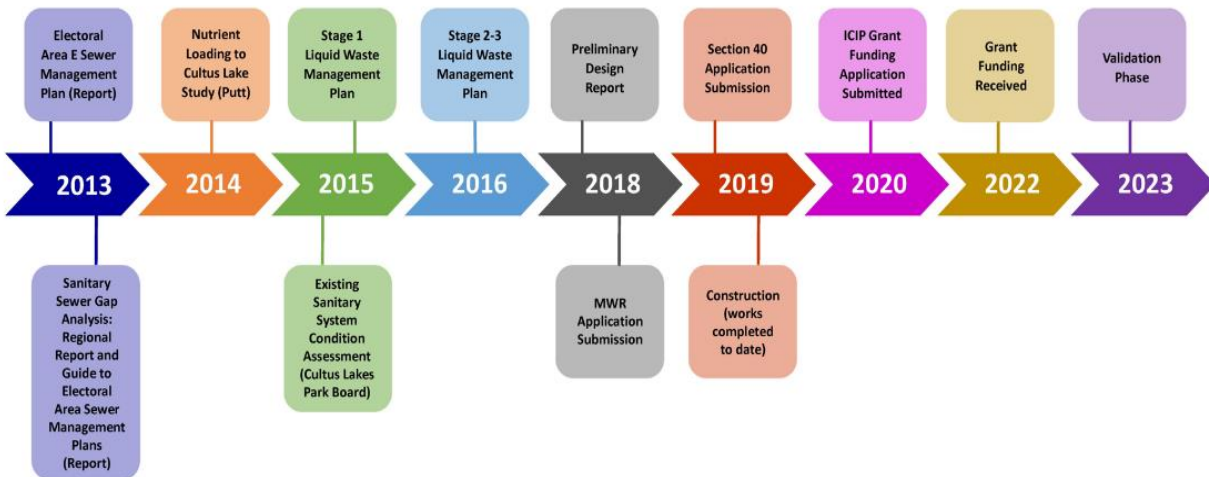 Electoral
Area E Sewer
Management
Plan (Report)
Nutrient
Loading to
Cultus Lake
Study (Putt)
Stage 1
Liquid Waste
Management
Plan
Stage 2-3
Liquid Waste
Management
Plan
Preliminary
Design
Report
Section 40
Application
Submission
ICIP Grant
Funding
Application
Submitted
Grant
Funding
Received
Validation
Phase
2013
2014
2015
2016
2018
2019
2020
2022
2023
Sanitary
Sewer Gap
Analysis:
Regional
Report and
Guide to
Electoral
Area Sewer
Management
Plans
(Report)
Existing
Sanitary
System
Condition
Assessment
(Cultus Lakes
Park Board)
MWR
Application
Submission
Construction
(works
completed
to date)